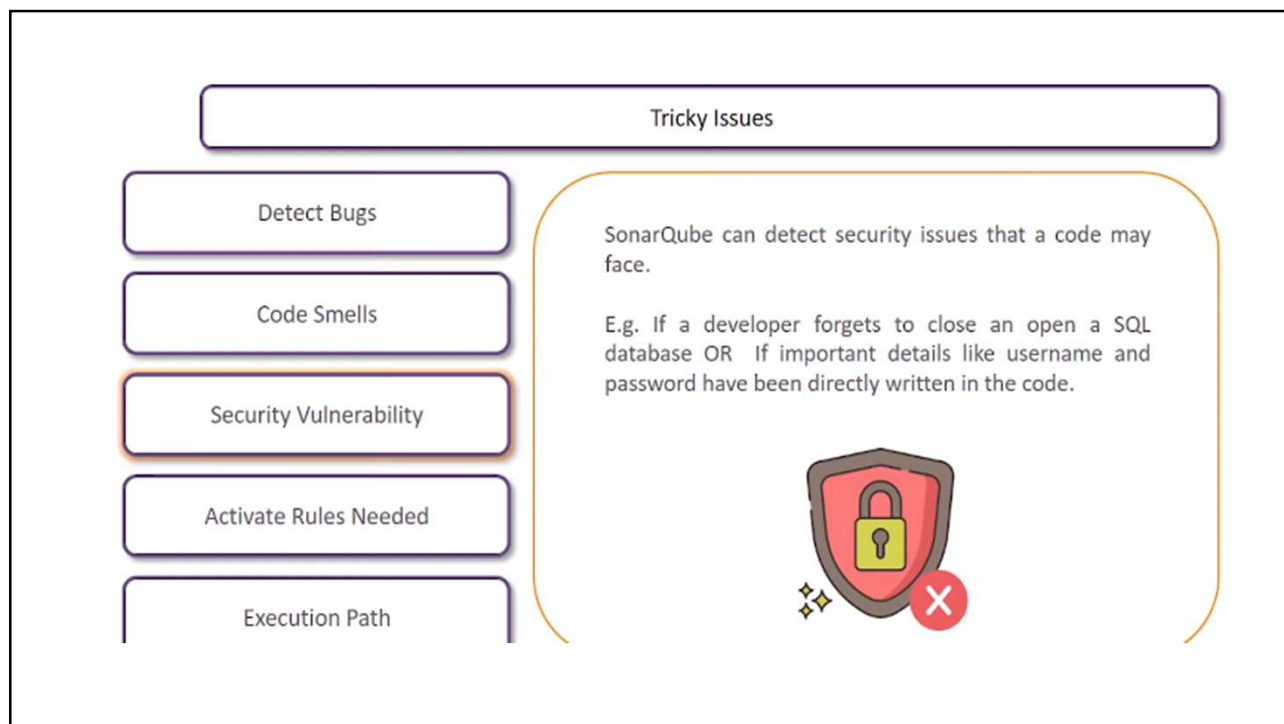 Tricky Issues
Detect Bugs
Code Smells
Security Vulnerability
Activate Rules Needed
Execution Path
SonarQube can detect security issues that a code may
face.
E.g. If a developer forgets to close an open a SQL
database OR If important details like username and
password have been directly written in the code.